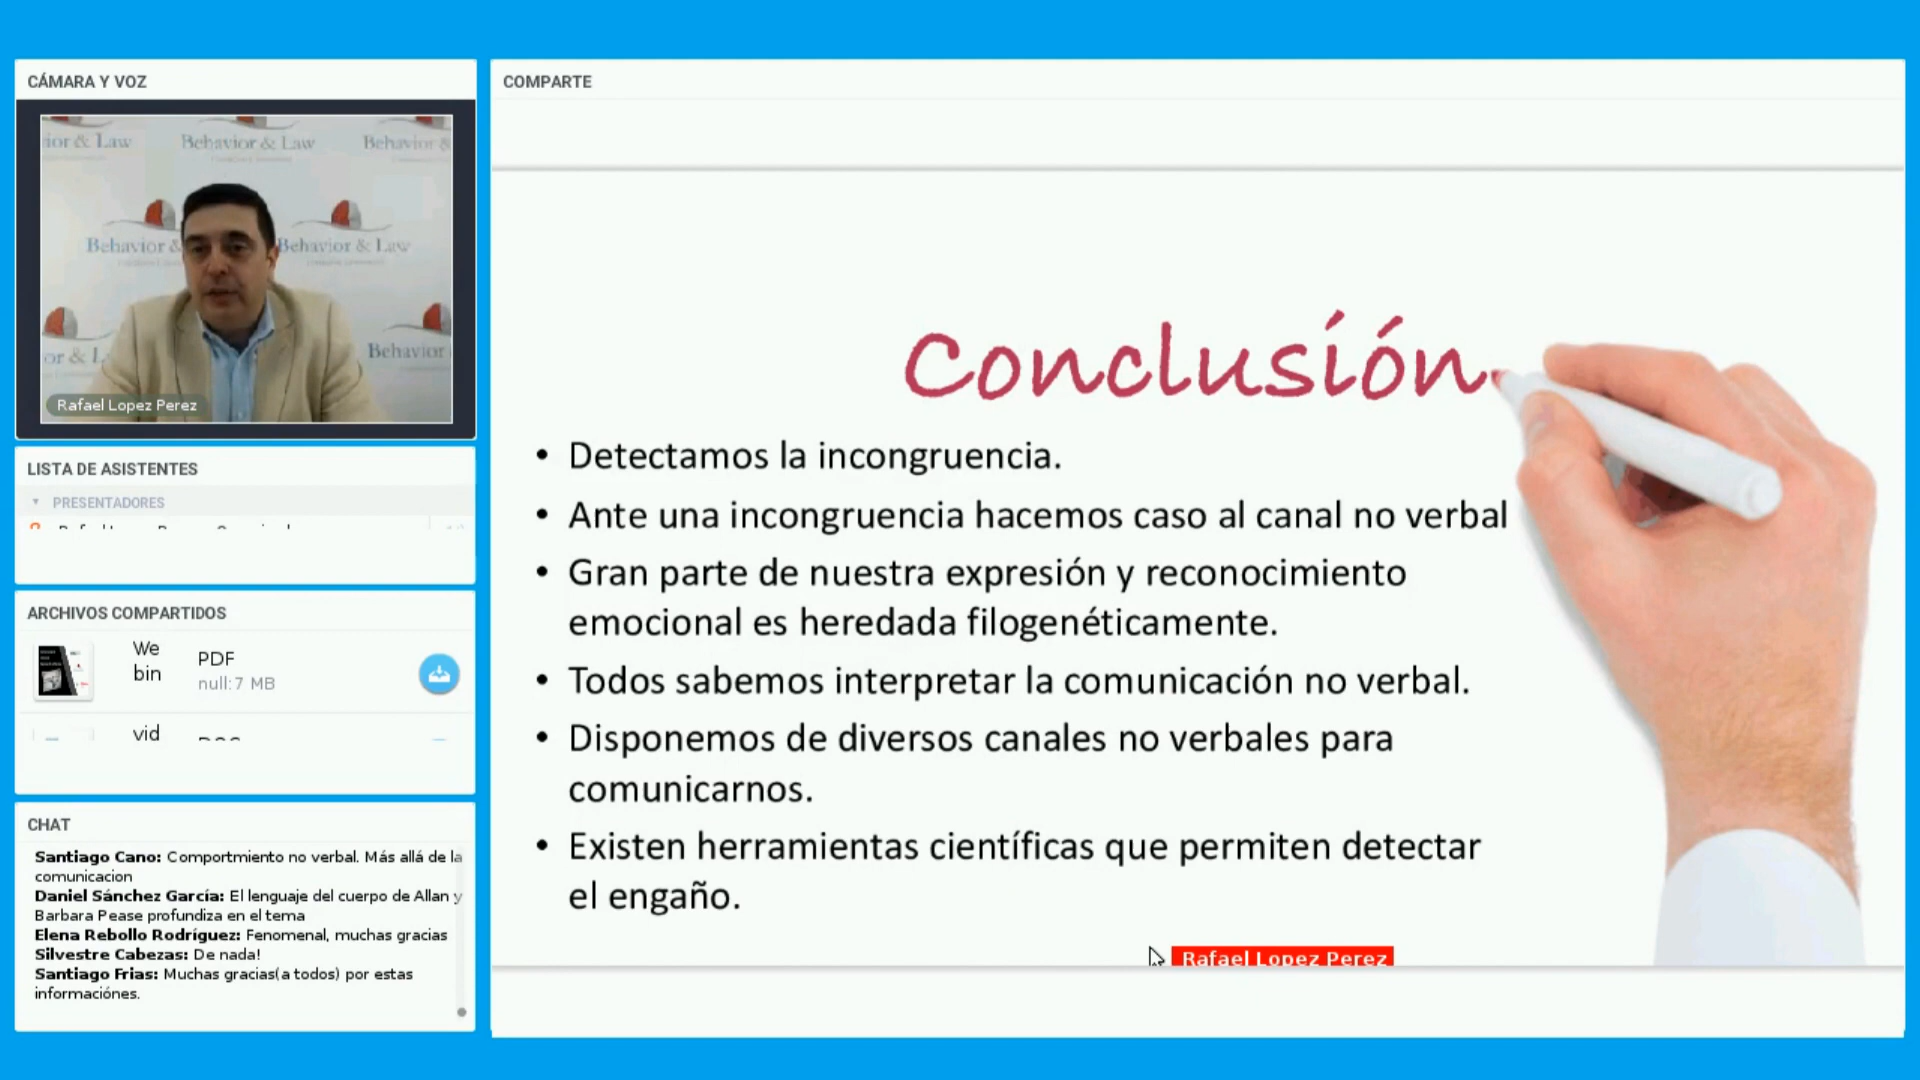 CÁMARA Y VOZ
ior & Law
Behavior & Law
Behavior &
Behavior &
Behavior & Law
or & L
Behavior
Rafael Lopez Perez
LISTA DE ASISTENTES
PRESENTADORES
ARCHIVOS COMPARTIDOS
We
bin
PDF
null:7 MB
vid
CHAT
Santiago Cano: Comportmiento no verbal. Más allá de la
comunicacion
Daniel Sánchez García: El lenguaje del cuerpo de Allan y
Barbara Pease profundiza en el tema
Elena Rebollo Rodríguez: Fenomenal, muchas gracias
Silvestre Cabezas: De nada!
Santiago Frias: Muchas gracias(a todos) por estas
informaciónes.
COMPARTE
Conclusión
• Detectamos la incongruencia.
• Ante una incongruencia hacemos caso al canal no verbal
• Gran parte de nuestra expresión y reconocimiento
emocional es heredada filogenéticamente.
• Todos sabemos interpretar la comunicación no verbal.
• Disponemos de diversos canales no verbales para
comunicarnos.
• Existen herramientas científicas que permiten detectar
el engaño.
Rafael Lopez Perez